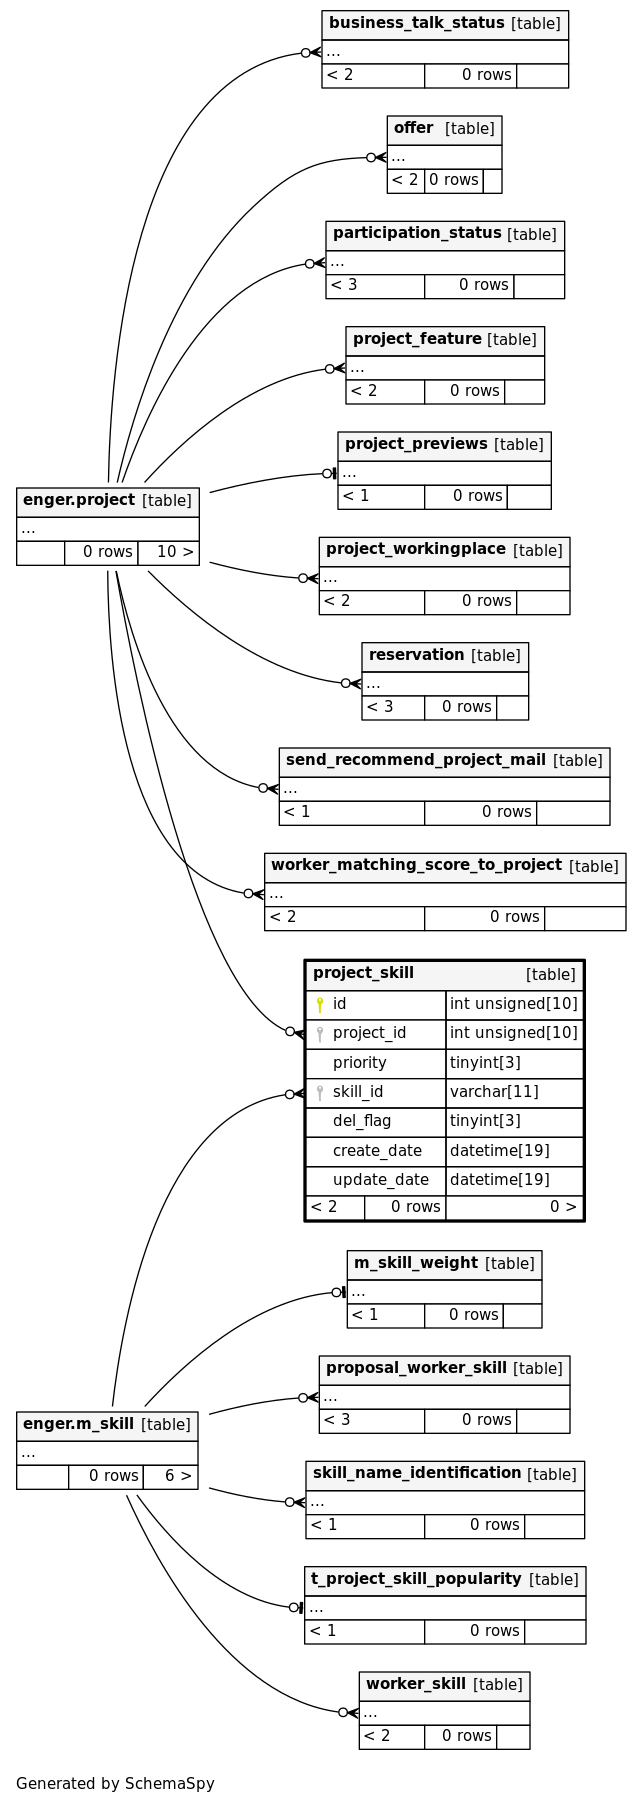 business_talk_status [table]
...
< 2 0 rows
offer [table]
...
< 2 0 rows
participation_status [table]
...
< 3 0 rows
project_feature [table]
...
< 2 0 rows
project_previews [table]
...
< 1 0 rows
enger.project [table]
...
0 rows 10 >
project_workingplace [table]
...
< 2 0 rows
reservation [table]
...
< 3 0 rows
send_recommend_project_mail [table]
...
< 1 0 rows
worker_matching_score_to_project [table]
...
< 2 0 rows
project_skill [table]
id int unsigned[10]
project_id int unsigned[10]
priority tinyint[3]
skill_id varchar[11]
del_flag tinyint[3]
create_date datetime[19]
update_date datetime[19]
< 2 0 rows 0 >
m_skill_weight [table]
...
< 1 0 rows
proposal_worker_skill [table]
...
< 3 0 rows
enger.m_skill [table]
...
0 rows 6 >
skill_name_identification [table]
...
< 1 0 rows
t_project_skill_popularity [table]
...
< 1 0 rows
worker_skill [table]
...
< 2 0 rows
Generated by SchemaSpy